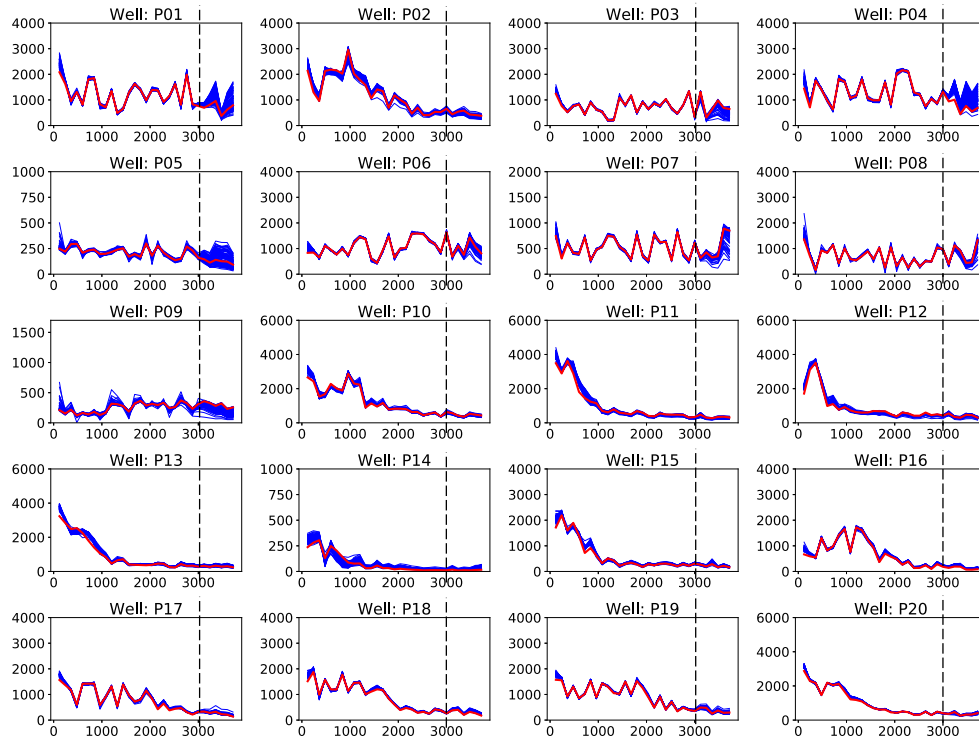 Well: P01 Well: P02 Well: P03 Well: P04
4000 4000 4000 4000
3000 3000 3000 3000
2000 2000 2000 2000
1000 1000 1000 1000
0 0 0 0
0 1000 2000 3000 0 1000 2000 3000 0 1000 2000 3000 0 1000 2000 3000
Well: P05 Well: P06 Well: P07 Well: P08
1000 4000 2000 4000
750 3000 1500 3000
500 2000 1000 2000
250 1000 500 1000
0 0 0 0
0 1000 2000 3000 0 1000 2000 3000 0 1000 2000 3000 0 1000 2000 3000
Well: P09 Well: P10 Well: P11 Well: P12
1500 6000 6000 6000
1000 4000 4000 4000
500 2000 2000 2000
0 0 0 0
0 1000 2000 3000 0 1000 2000 3000 0 1000 2000 3000 0 1000 2000 3000
Well: P13 Well: P14 Well: P15 Well: P16
6000 1000 4000 4000
4000 750 3000 3000
2000 500 2000 2000
250 1000 1000
0 0 0 0
0 1000 2000 3000 0 1000 2000 3000 0 1000 2000 3000 0 1000 2000 3000
Well: P17 Well: P18 Well: P19 Well: P20
4000 4000 4000 6000
3000 3000 3000 4000
2000 2000 2000 2000
1000 1000 1000
0 0 0 0
0 1000 2000 3000 0 1000 2000 3000 0 1000 2000 3000 0 1000 2000 3000